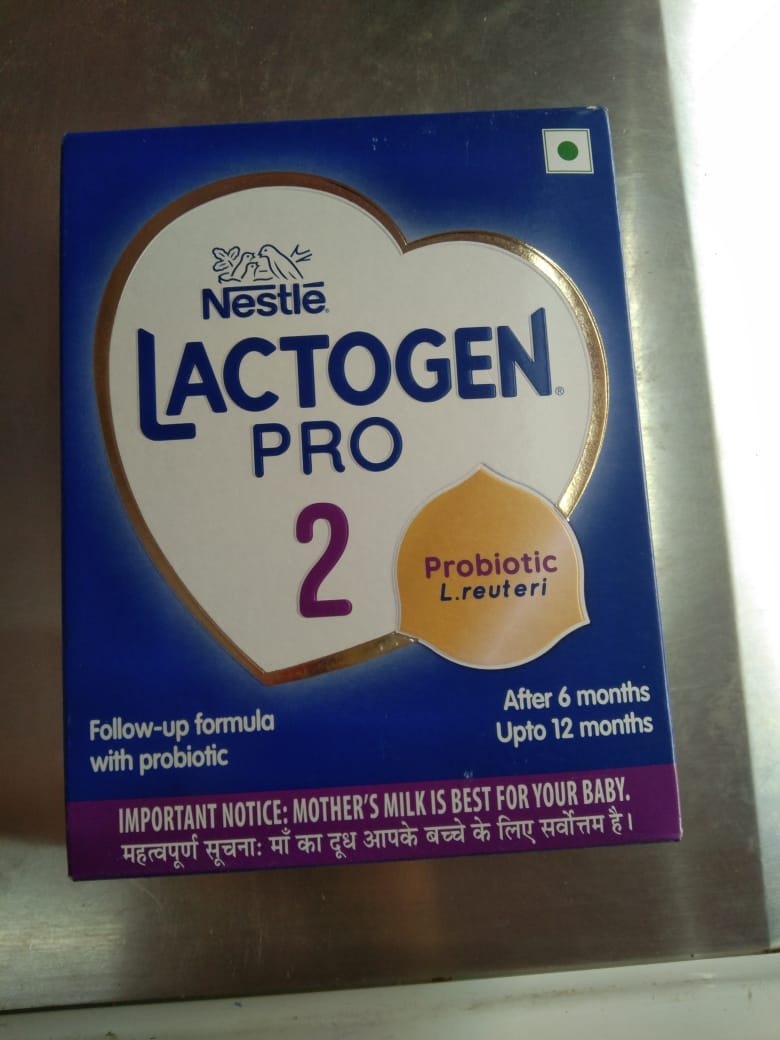 Nestlé®
LACTOGEN®
PRO
2
Probiotic
L.reuteri
Follow-up formula
with probiotic
After 6 months
Upto 12 months
IMPORTANT NOTICE: MOTHER'S MILK IS BEST FOR YOUR BABY.
महत्वपूर्ण सूचनाः माँ का दूध आपके बच्चे के लिए सर्वोत्तम है।